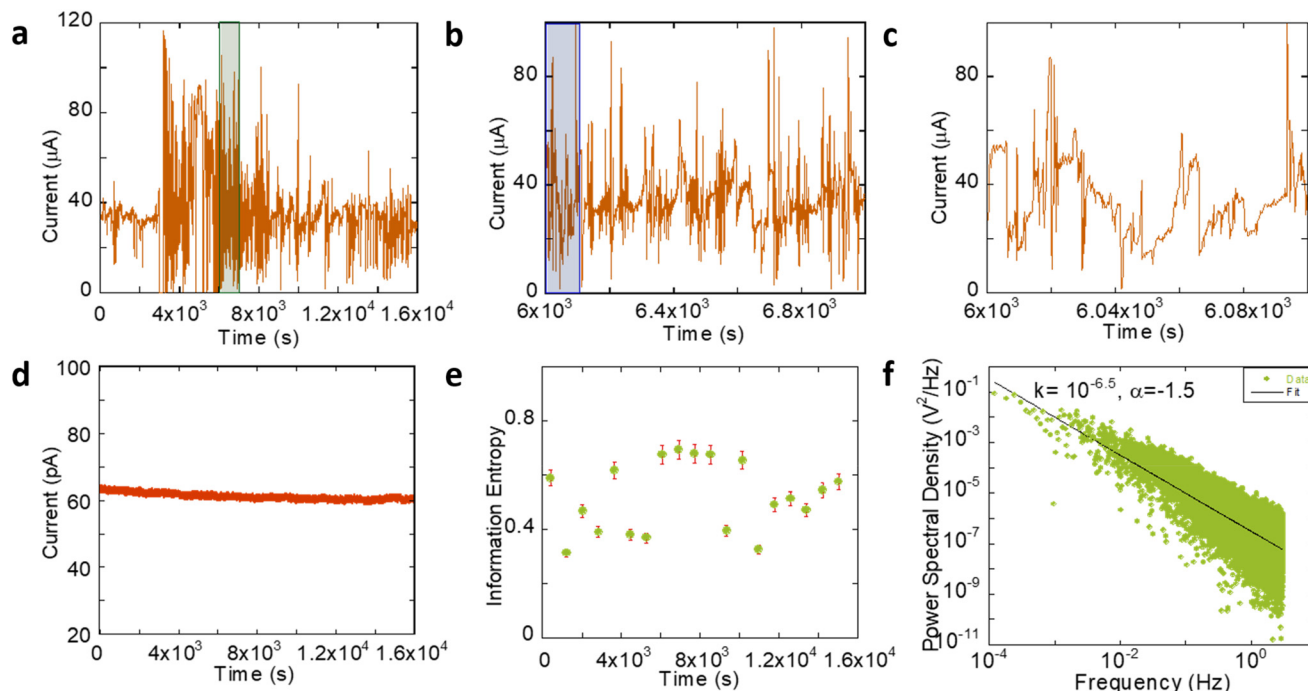 a
120
80
40
0
Current (µA)
0
4x10³
8x10³
1.2x10⁴
1.6x10⁴
Time (s)
b
80
40
0
Current (µA)
6x10³
6.4x10³
6.8x10³
Time (s)
c
80
40
0
Current (µA)
6x10³
6.04x10³
6.08x10³
Time (s)
d
100
80
60
40
20
Current (pA)
0
4x10³
8x10³
1.2x10⁴
1.6x10⁴
Time (s)
e
0.8
0.4
0
Information Entropy
0
4x10³
8x10³
1.2x10⁴
1.6x10⁴
Time (s)
f
k= 10⁻⁶·⁵, α=-1.5
Data
Fit
10⁻¹
10⁻³
10⁻⁵
10⁻⁷
10⁻⁹
10⁻¹¹
Power Spectral Density (V²/Hz)
10⁻⁴
10⁻²
10⁰
Frequency (Hz)